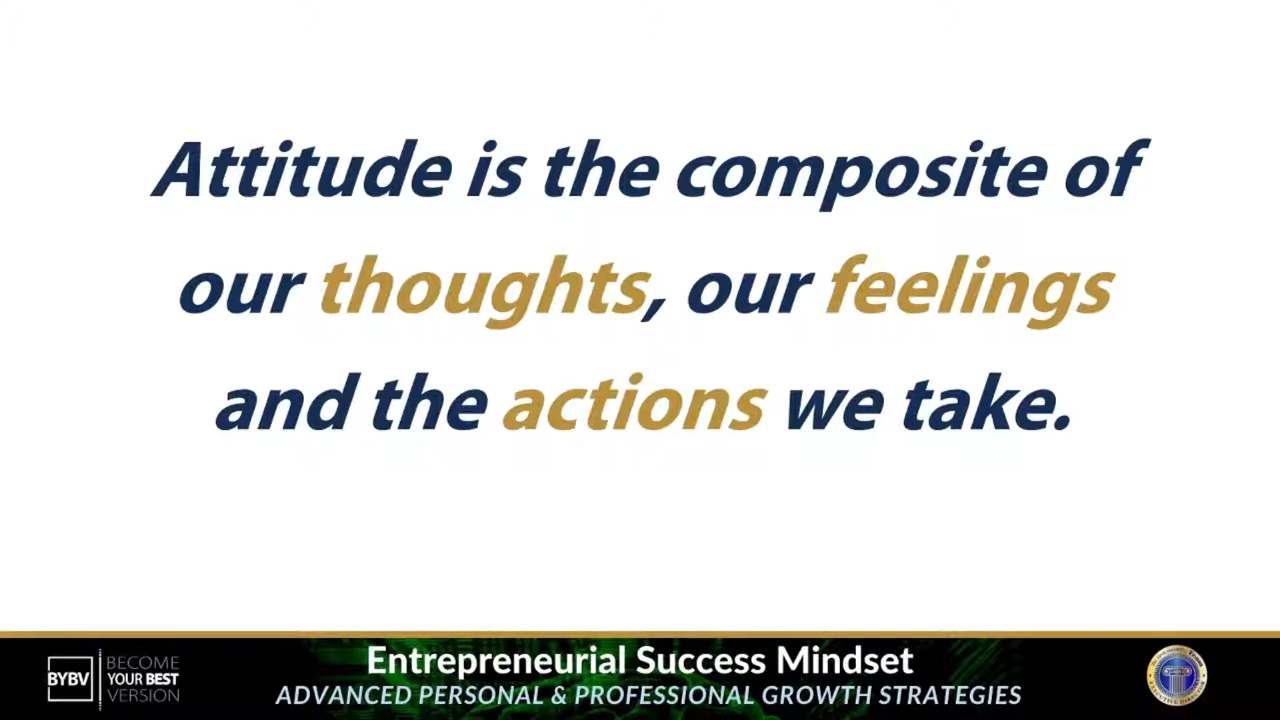 Attitude is the composite of
our thoughts, our feelings
and the actions we take.
Entrepreneurial Success Mindset
ADVANCED PERSONAL & PROFESSIONAL GROWTH STRATEGIES
BYBV
BECOME
YOUR BEST
VERSION